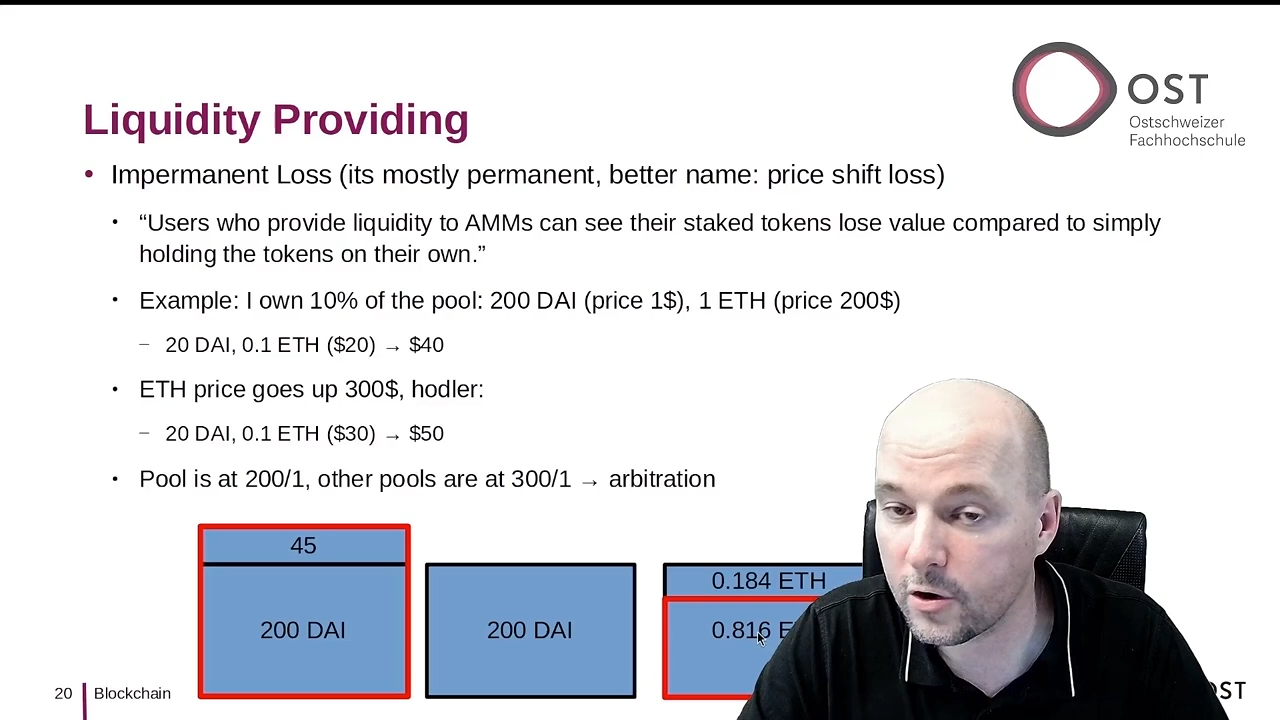 OST
Ostschweizer
Fachhochschule
Liquidity Providing
• Impermanent Loss (its mostly permanent, better name: price shift loss)
• “Users who provide liquidity to AMMs can see their staked tokens lose value compared to simply
holding the tokens on their own.”
• Example: I own 10% of the pool: 200 DAI (price 1$), 1 ETH (price 200$)
– 20 DAI, 0.1 ETH ($20) → $40
• ETH price goes up 300$, hodler:
– 20 DAI, 0.1 ETH ($30) → $50
• Pool is at 200/1, other pools are at 300/1 → arbitration
45
200 DAI
200 DAI
0.184 ETH
0.816
20 Blockchain
OST